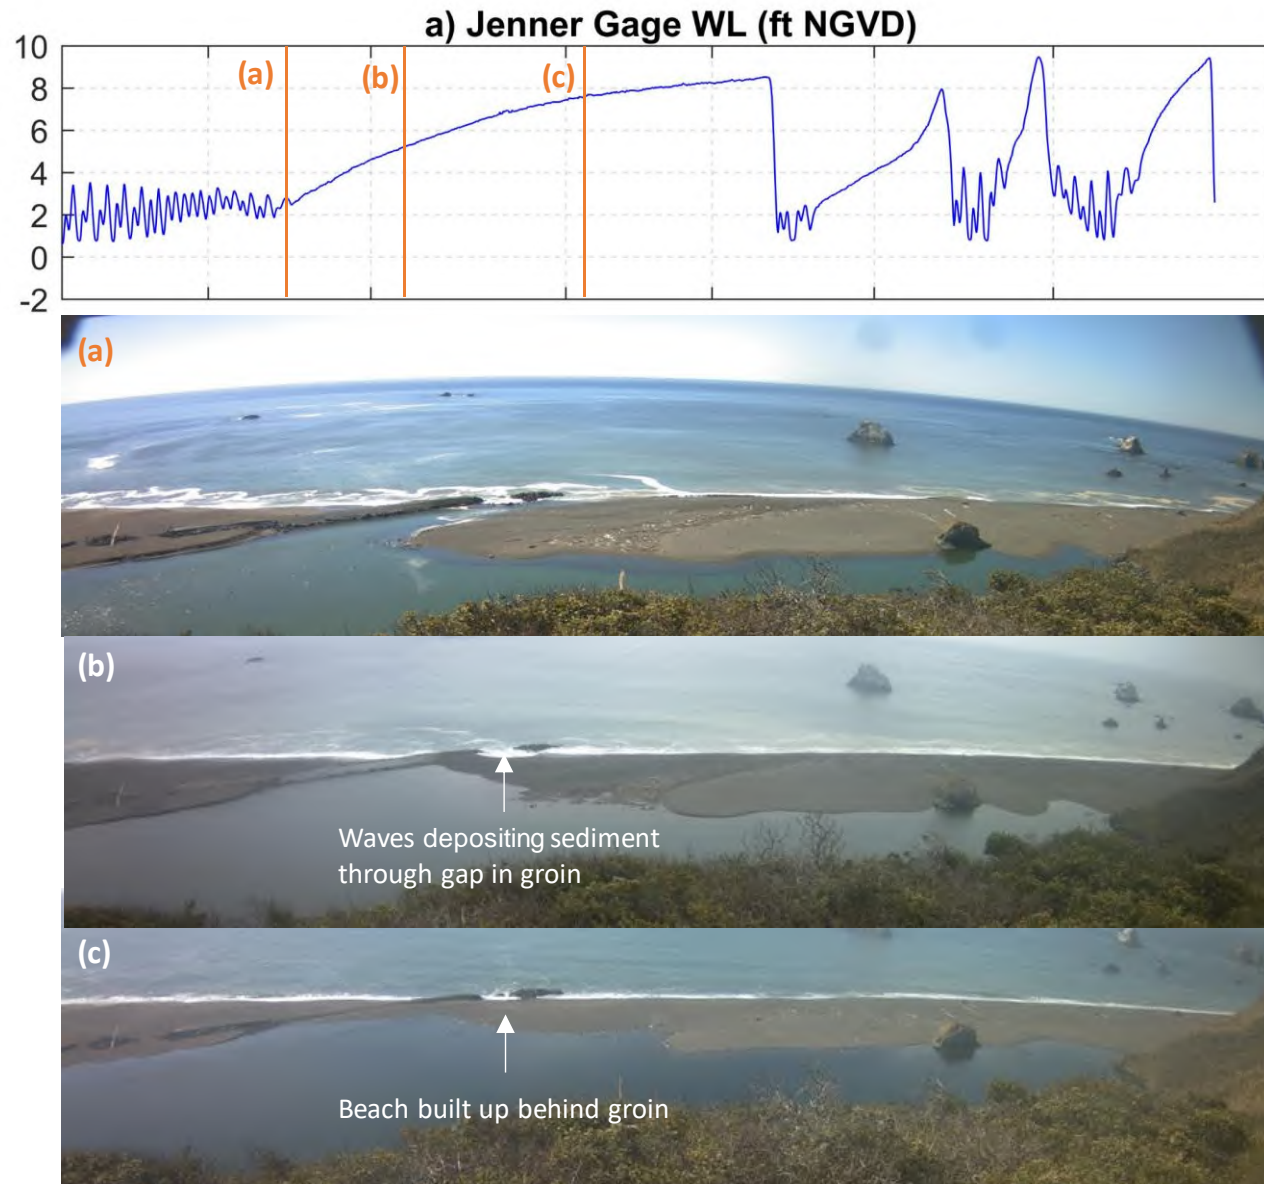 a) Jenner Gage WL (ft NGVD)
10
8
6
4
2
0
-2
(a)
(b)
(c)
(a)
(b)
Waves depositing sediment
through gap in groin
(c)
Beach built up behind groin